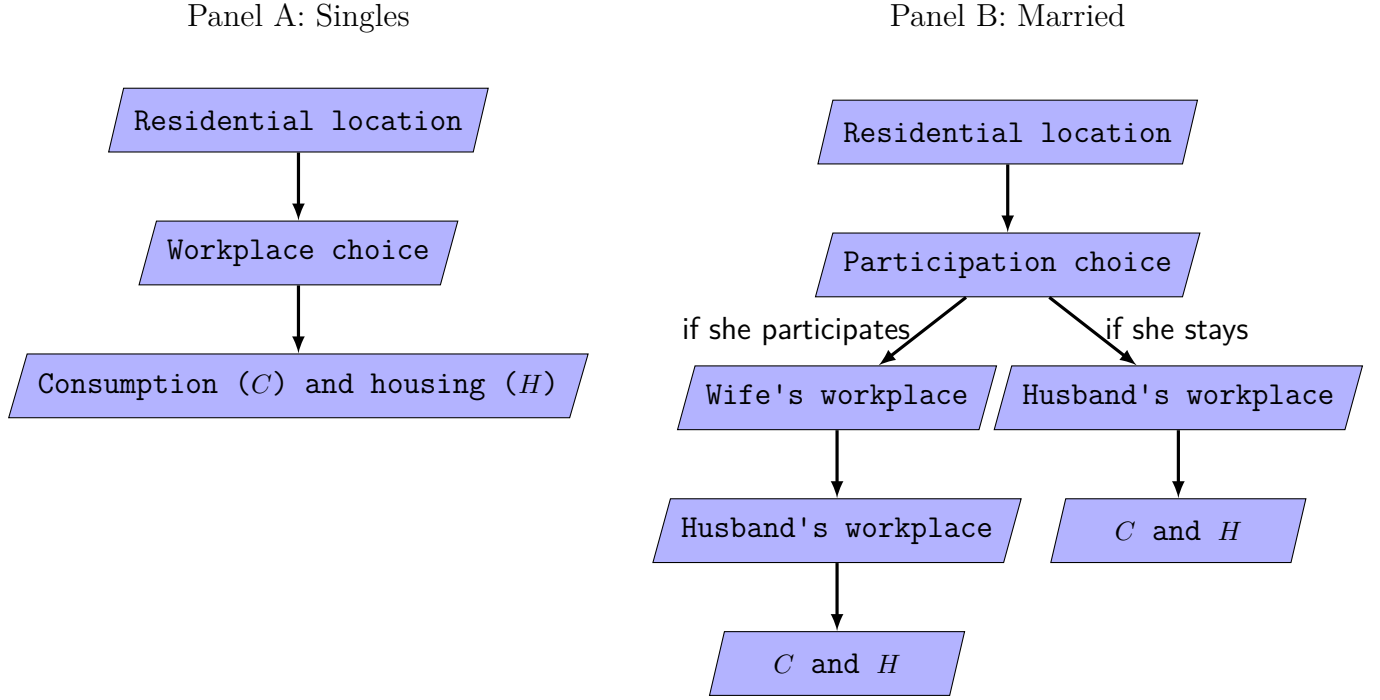 Panel A: Singles
Residential location
Workplace choice
Consumption (C) and housing (H)
Panel B: Married
Residential location
Participation choice
if she participates
if she stays
Wife's workplace
Husband's workplace
Husband's workplace
C and H
C and H